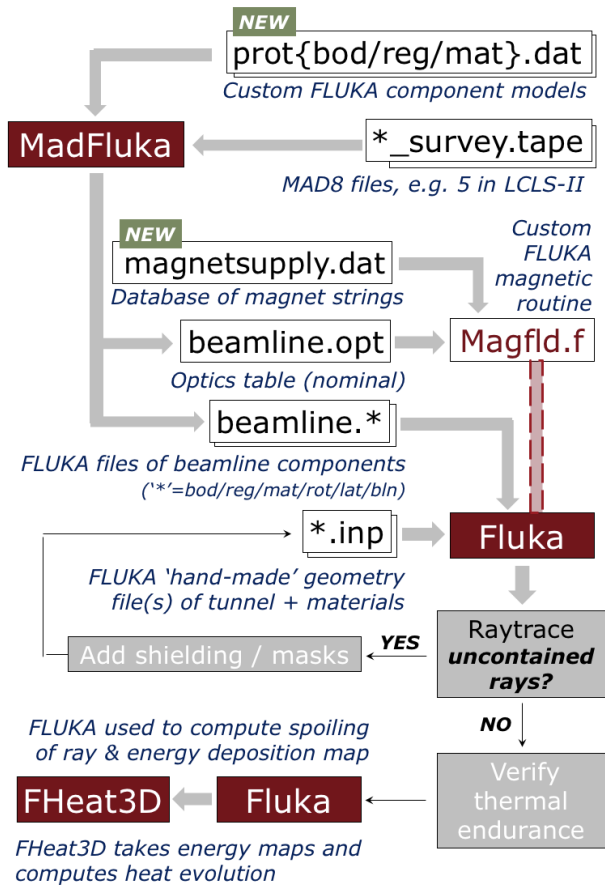 NEW
prot{bod/reg/mat}.dat
Custom FLUKA component models
MadFluka
*_survey.tape
MAD8 files, e.g. 5 in LCLS-II
NEW
magnetsupply.dat
Database of magnet strings
Custom
FLUKA
magnetic
routine
beamline.opt
Magfld.f
Optics table (nominal)
beamline.*
FLUKA files of beamline components
(‘*’=bod/reg/mat/rot/lat/bln)
*.inp
Fluka
FLUKA ‘hand-made’ geometry
file(s) of tunnel + materials
Raytrace
uncontained
rays?
YES
Add shielding / masks
NO
FLUKA used to compute spoiling
of ray & energy deposition map
Verify
thermal
endurance
Fluka
FHeat3D
FHeat3D takes energy maps and
computes heat evolution